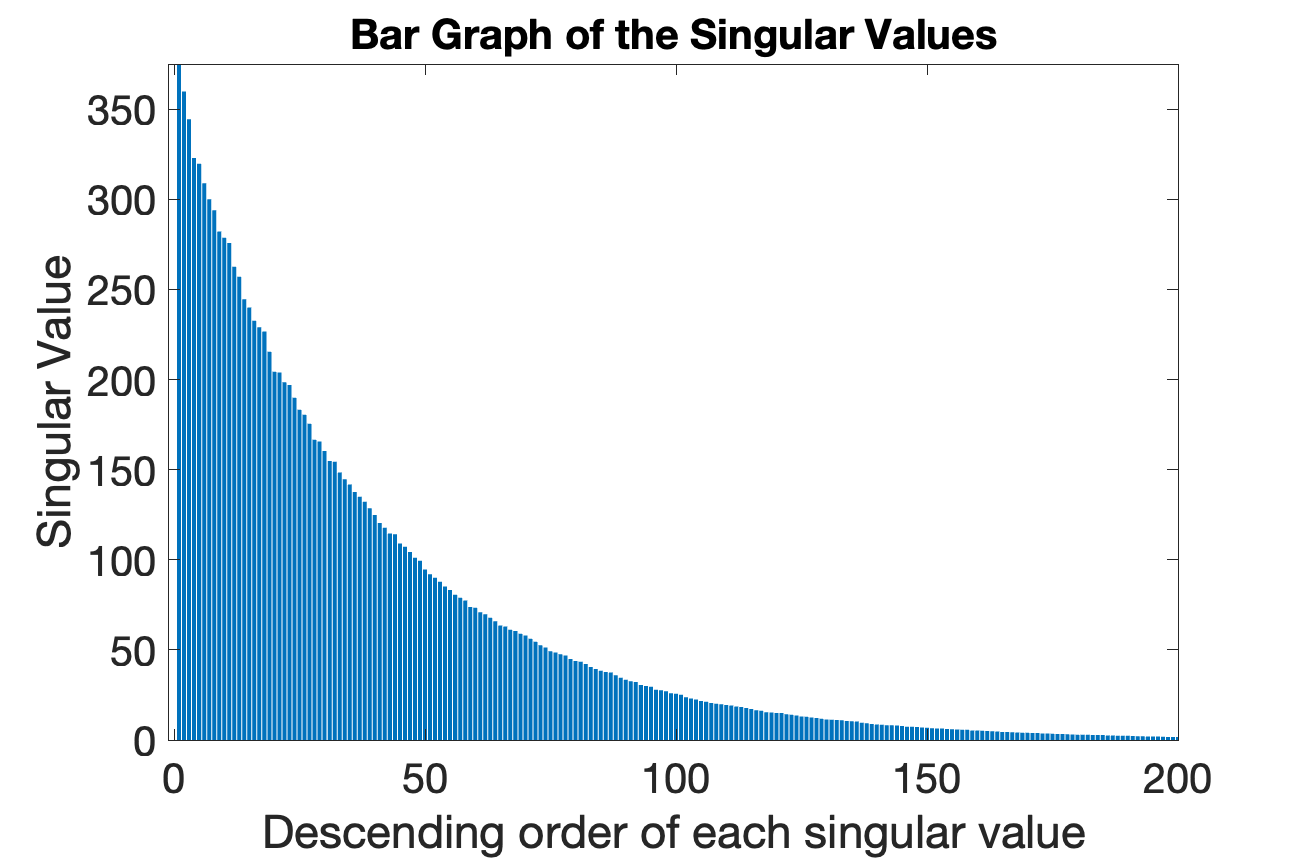 Bar Graph of the Singular Values
350
300
250
200
150
100
50
0
Singular Value
0 50 100 150 200
Descending order of each singular value